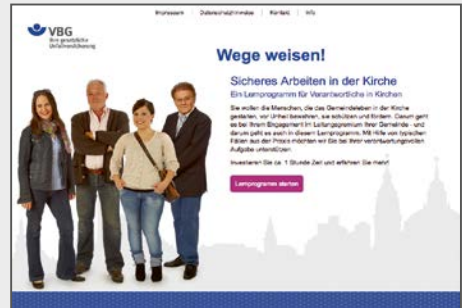 Impressum | Datenschutzhinweise | Kontakt | Info
VBG
Ihre gesetzliche
Unfallversicherung
Wege weisen!
Sicheres Arbeiten in der Kirche
Ein Lernprogramm für Verantwortliche in Kirchen
Sie wollen die Menschen, die das Gemeindeleben in der Kirche
gestalten, vor Unheil bewahren, sie schützen und fördern. Darum geht
es bei Ihrem Engagement im Leitungsgremium Ihrer Gemeinde - und
darum geht es auch in diesem Lernprogramm. Mit Hilfe von typischen
Fällen aus der Praxis möchten wir Sie bei Ihrer verantwortungsvollen
Aufgabe unterstützen.
Investieren Sie ca. 1 Stunde Zeit und erfahren Sie mehr!
Lernprogramm starten